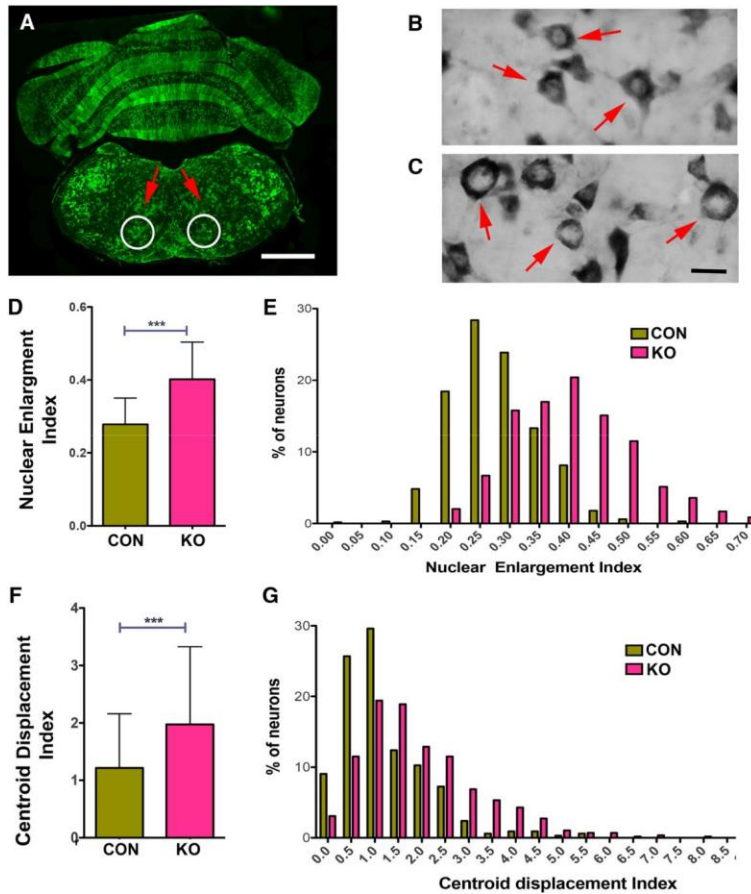 A
B
C
D
Nuclear Enlargment
Index
0.6
0.4
0.2
0.0
***
CON
KO
E
% of neurons
30
20
10
0
CON
KO
0.00 0.05 0.10 0.15 0.20 0.25 0.30 0.35 0.40 0.45 0.50 0.55 0.60 0.65 0.70
Nuclear Enlargement Index
F
Centroid Displacement
Index
4
3
2
1
***
CON
KO
G
% of neurons
30
20
10
0
CON
KO
0.0 0.5 1.0 1.5 2.0 2.5 3.0 3.5 4.0 4.5 5.0 5.5 6.0 6.5 7.0 7.5 8.0 8.5
Centroid displacement Index